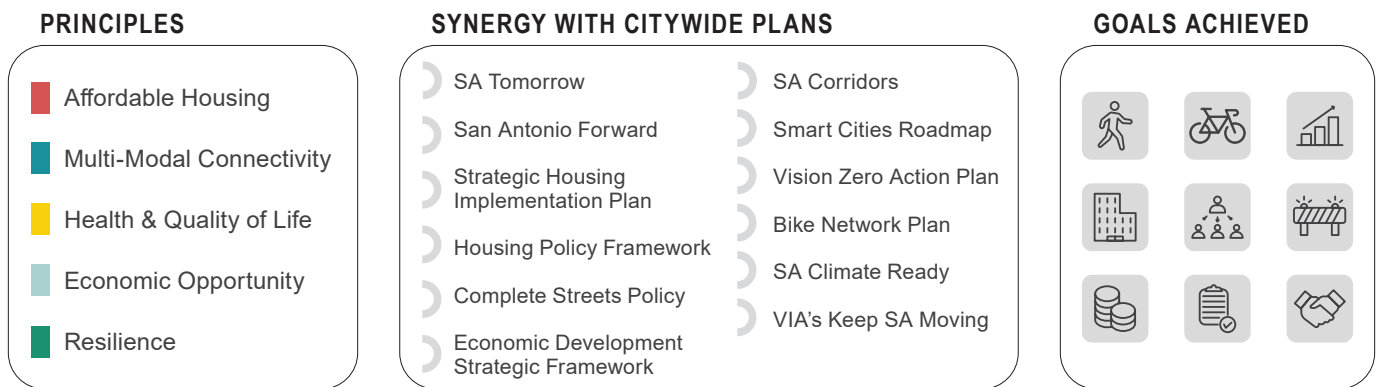 PRINCIPLES
Affordable Housing
Multi-Modal Connectivity
Health & Quality of Life
Economic Opportunity
Resilience
SYNERGY WITH CITYWIDE PLANS
SA Tomorrow
San Antonio Forward
Strategic Housing
Implementation Plan
Housing Policy Framework
Complete Streets Policy
Economic Development
Strategic Framework
SA Corridors
Smart Cities Roadmap
Vision Zero Action Plan
Bike Network Plan
SA Climate Ready
VIA's Keep SA Moving
GOALS ACHIEVED